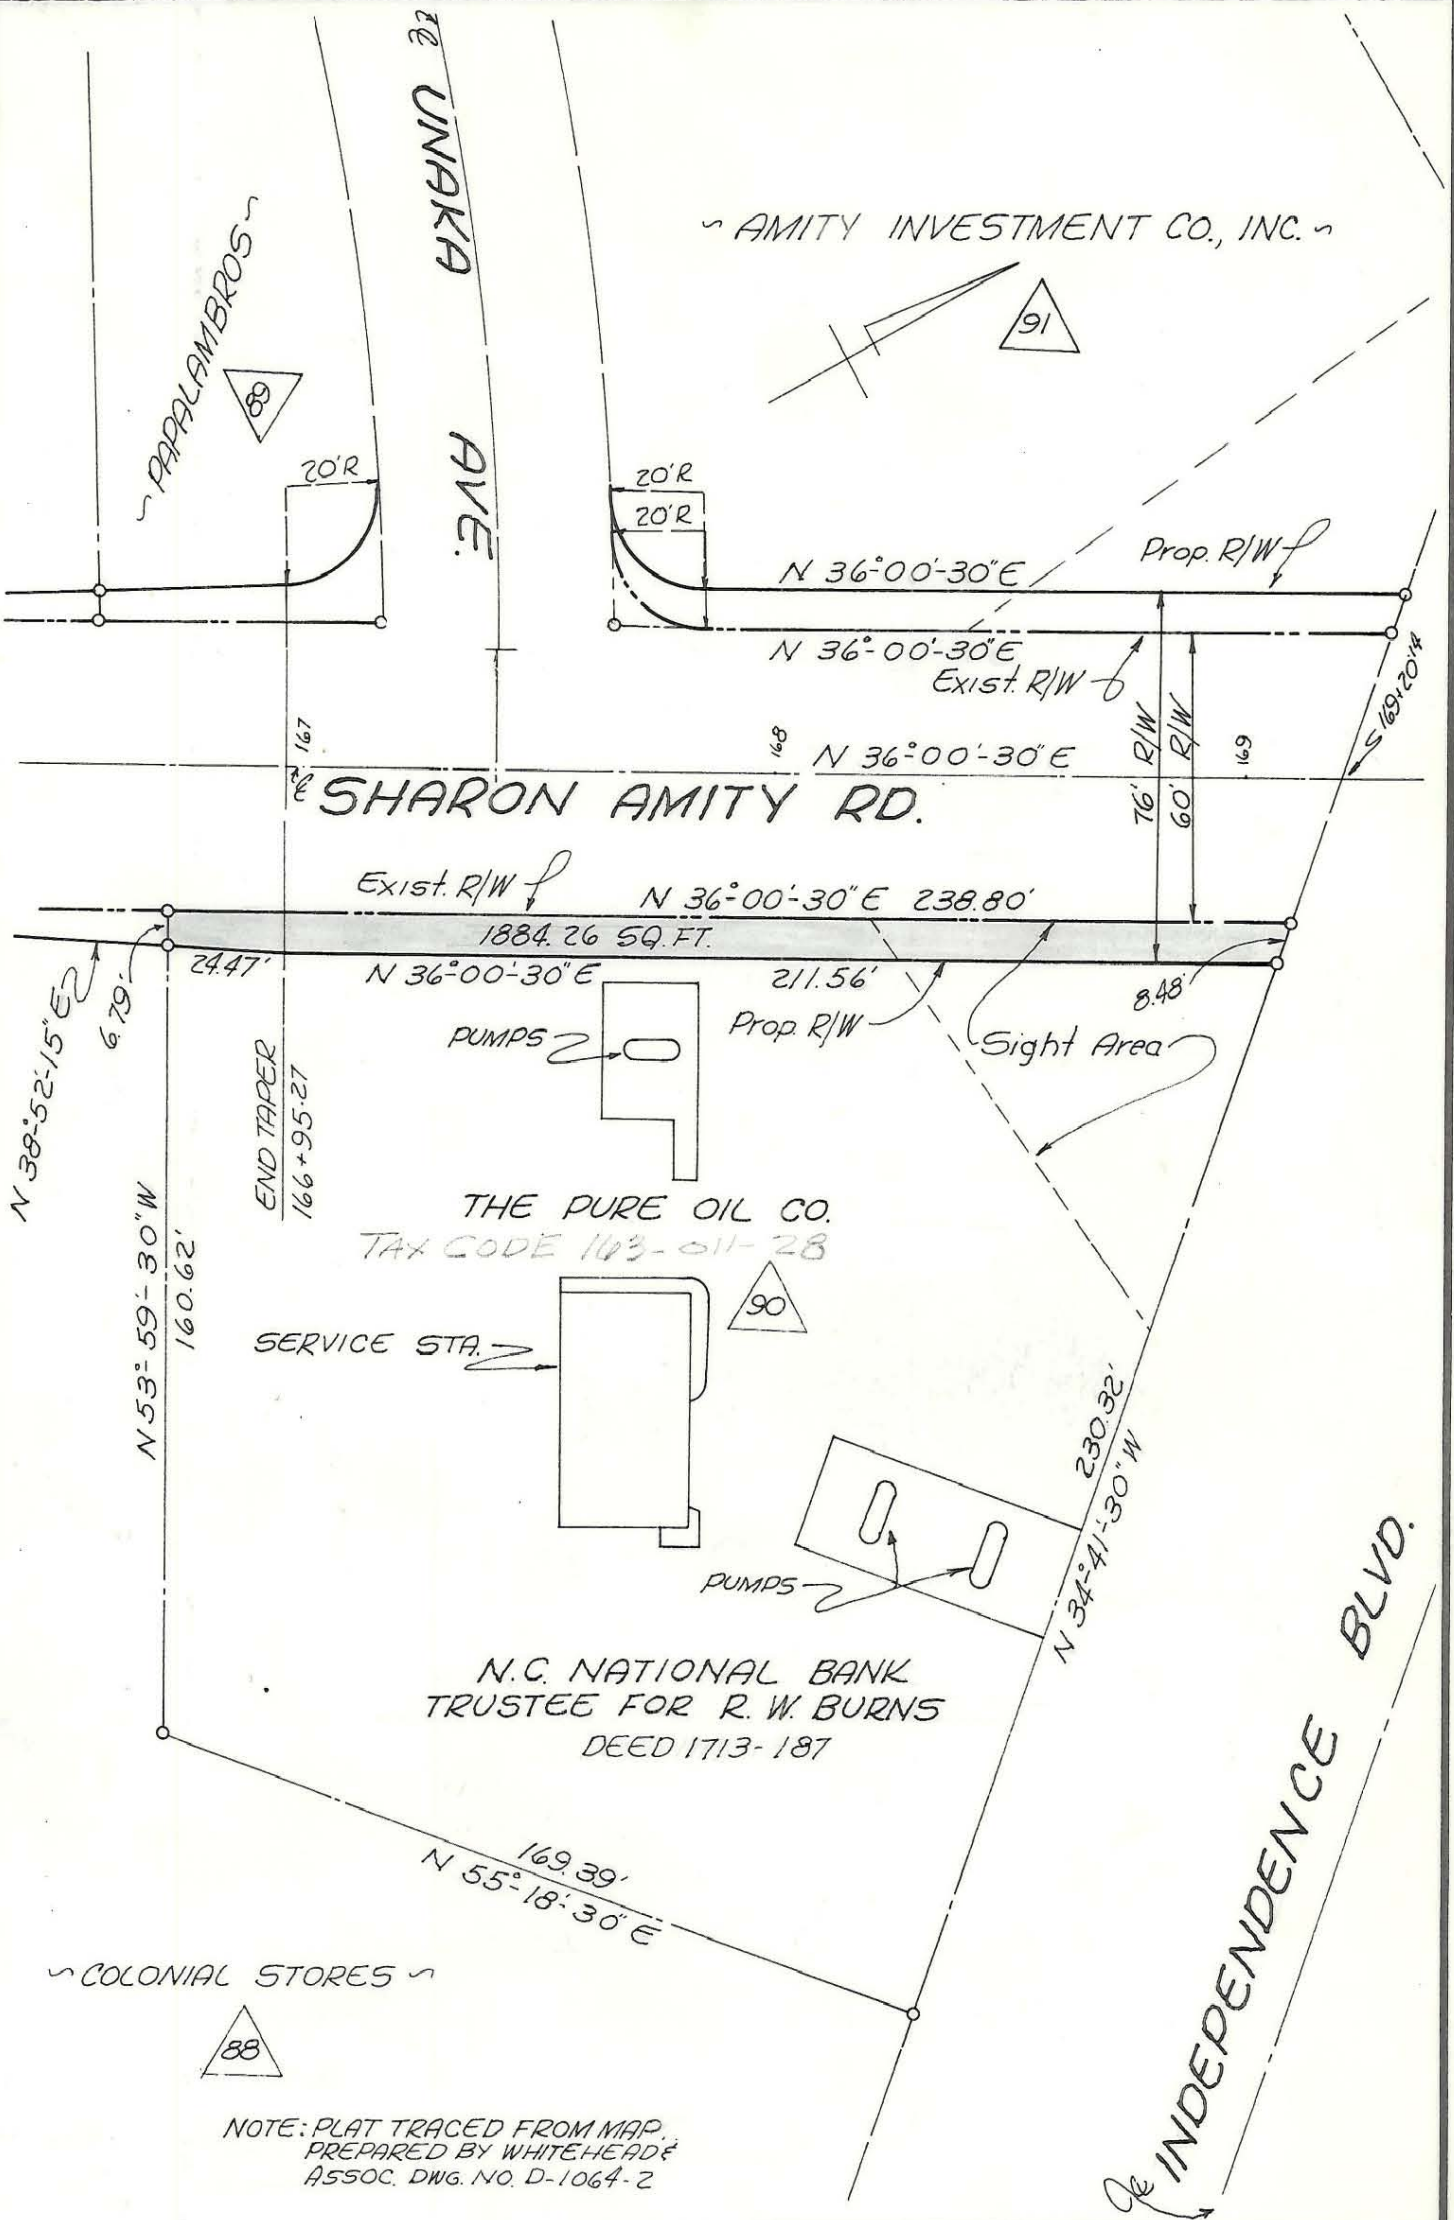 ℄ UNAKA AVE.
~ AMITY INVESTMENT CO., INC. ~
91
~ PAPALAMBROS ~
89
20'R
20'R
20'R
N 36°-00'-30"E
Prop. R/W
N 36°-00'-30"E
Exist. R/W
76' R/W
60' R/W
S 169+20.14
167
168
N 36°00'-30"E
169
℄ SHARON AMITY RD.
Exist. R/W
N 36°-00'-30"E 238.80'
1884.26 SQ. FT.
24.47'
N 36°-00'-30"E
211.56'
8.48'
6.79'
N 38°-52'-15"E
Prop. R/W
Sight Area
PUMPS
END TAPER
166+95.27
THE PURE OIL CO.
TAX CODE 163-011-28
90
N 53°-59'-30"W
160.62'
SERVICE STA.
230.32'
N 34°-41'-30"W
PUMPS
N.C. NATIONAL BANK
TRUSTEE FOR R. W. BURNS
DEED 1713-187
169.39'
N 55°-18'-30"E
℄ INDEPENDENCE BLVD.
~ COLONIAL STORES ~
88
NOTE: PLAT TRACED FROM MAP.
PREPARED BY WHITEHEAD &
ASSOC. DWG. NO. D-1064-2